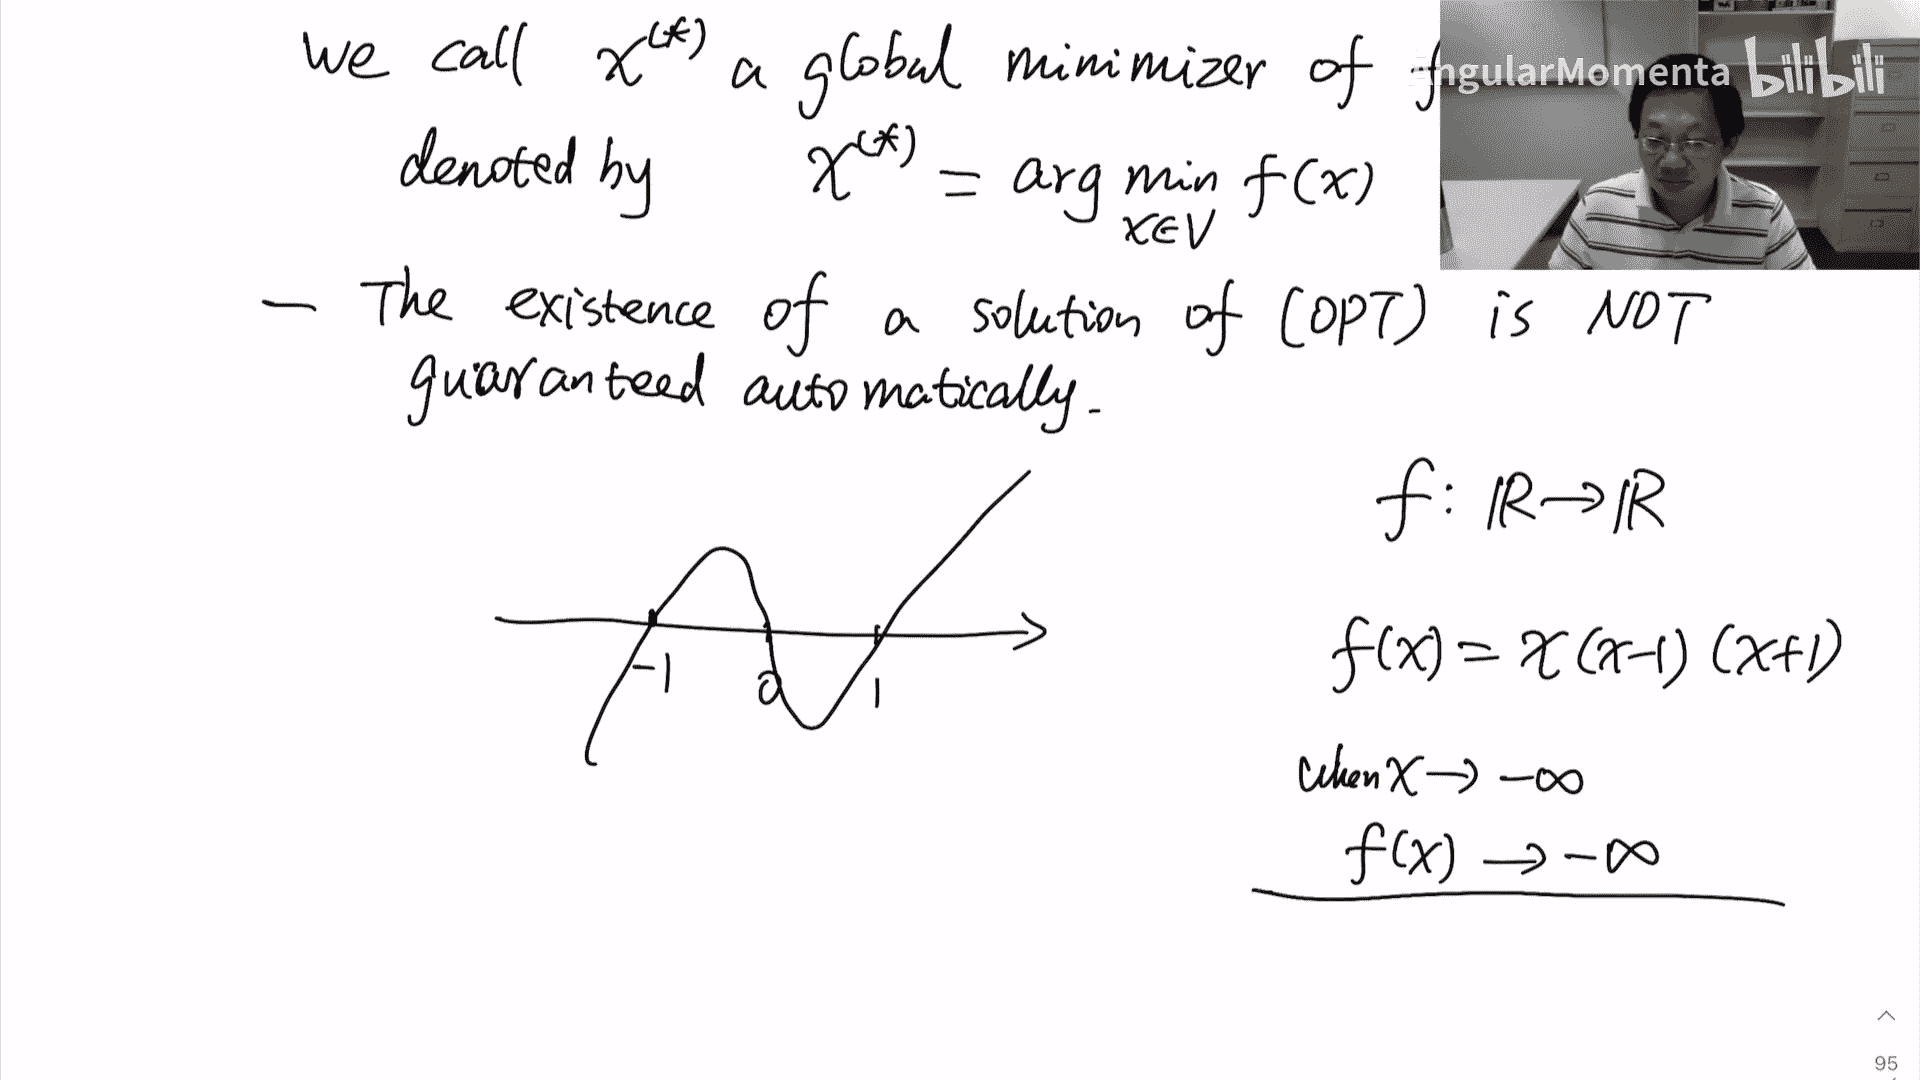 we call x^(*) a global minimizer of f
ngularMomenta bilibili
denoted by x^(*) = arg min f(x)
x∈V
— The existence of a solution of (OPT) is NOT
guaranteed automatically.
f: ℝ→ℝ
-1 0 1
f(x) = x(x-1)(x+1)
when x → -∞
f(x) → -∞
95